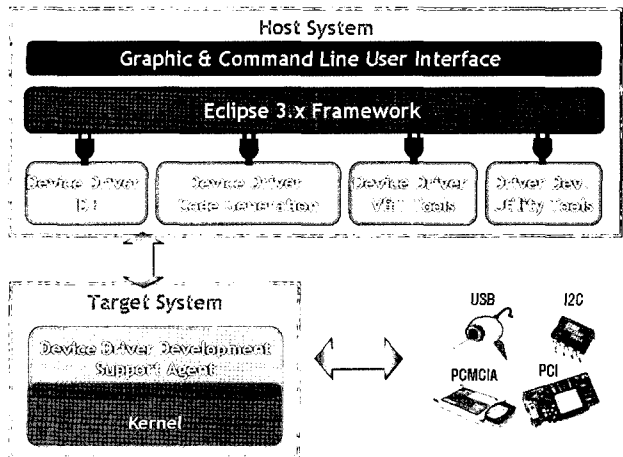 Host System
Graphic & Command Line User Interface
Eclipse 3.x Framework
Device Driver
Device Driver
Code Generation
Device Driver
Tools
Driver Dev.
Utility Tools
Target System
Device Driver Development
Support Agent
Kernel
USB
I2C
PCMCIA
PCI